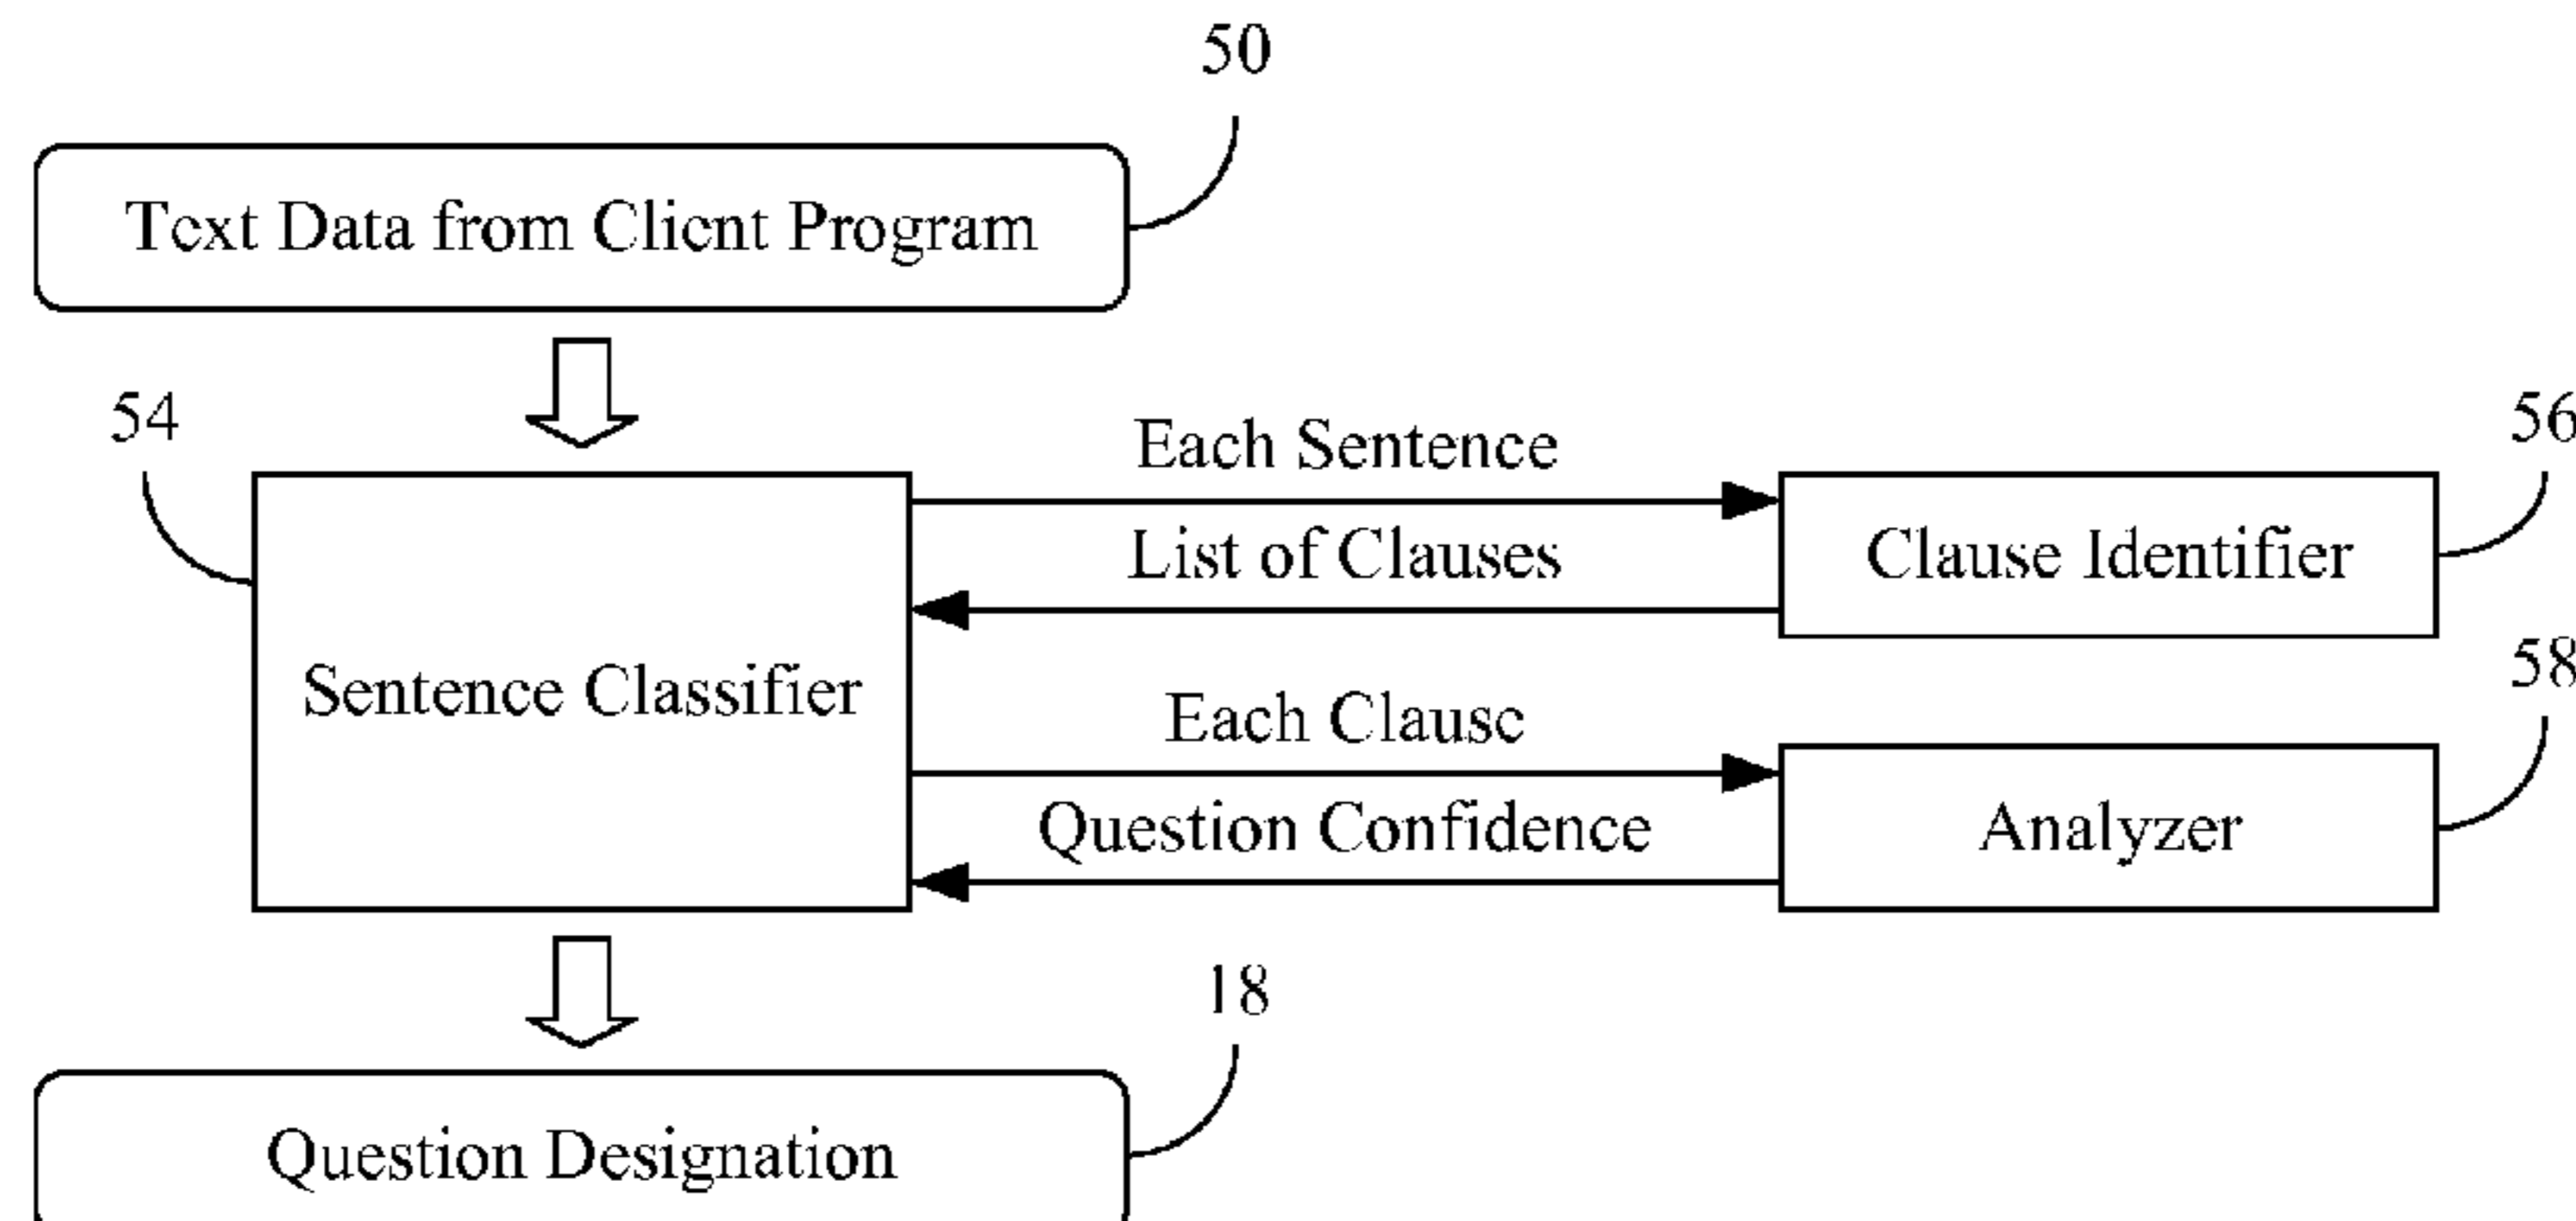 50
Text Data from Client Program
54
Each Sentence
56
List of Clauses
Clause Identifier
Sentence Classifier
58
Each Clause
Question Confidence
Analyzer
18
Question Designation